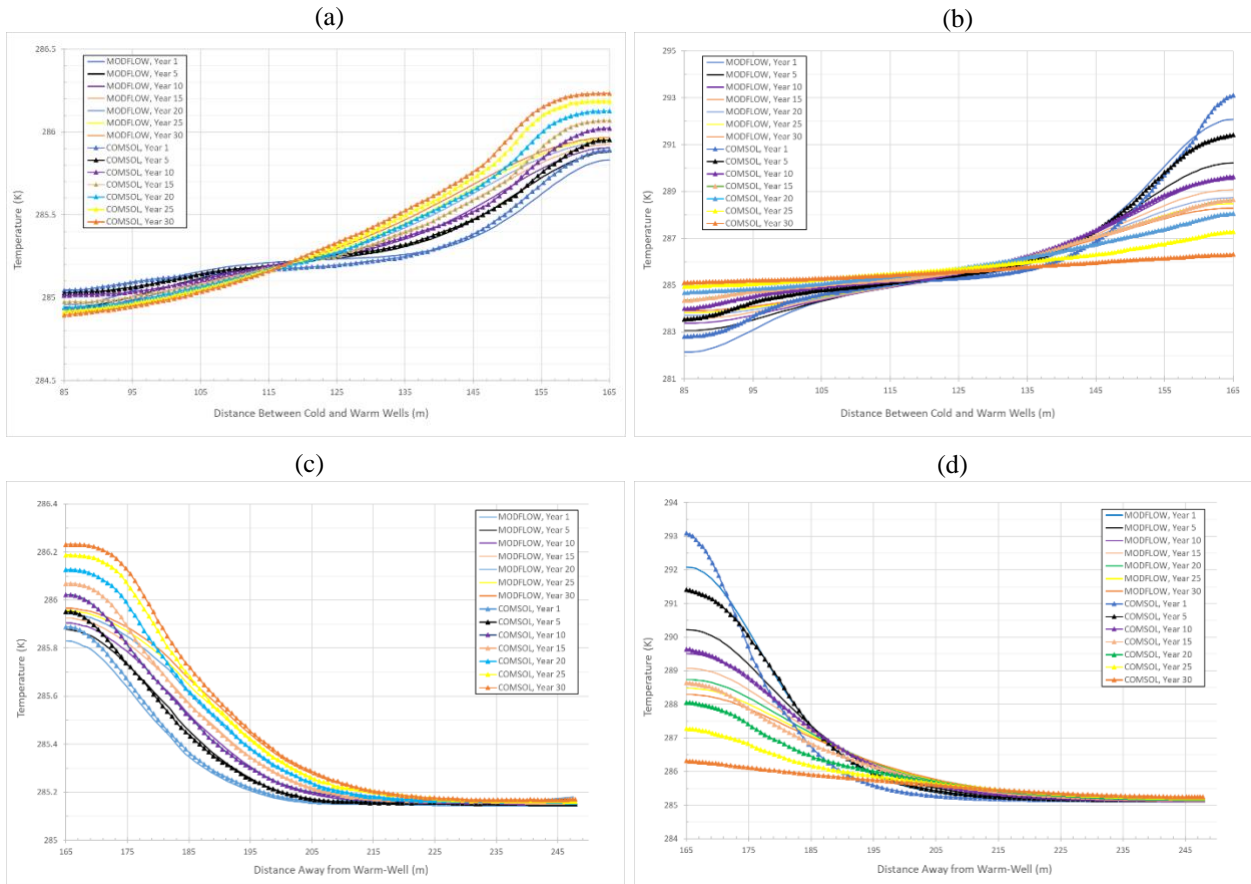 (a)
286.5
286
285.5
285
284.5
Temperature (K)
MODFLOW, Year 1
MODFLOW, Year 5
MODFLOW, Year 10
MODFLOW, Year 15
MODFLOW, Year 20
MODFLOW, Year 25
MODFLOW, Year 30
COMSOL, Year 1
COMSOL, Year 5
COMSOL, Year 10
COMSOL, Year 15
COMSOL, Year 20
COMSOL, Year 25
COMSOL, Year 30
85 95 105 115 125 135 145 155 165
Distance Between Cold and Warm Wells (m)
(b)
295
293
291
289
287
285
283
281
Temperature (K)
MODFLOW, Year 1
MODFLOW, Year 5
MODFLOW, Year 10
MODFLOW, Year 15
MODFLOW, Year 20
MODFLOW, Year 25
MODFLOW, Year 30
COMSOL, Year 1
COMSOL, Year 5
COMSOL, Year 10
COMSOL, Year 15
COMSOL, Year 20
COMSOL, Year 25
COMSOL, Year 30
85 95 105 115 125 135 145 155 165
Distance Between Cold and Warm Wells (m)
(c)
286.4
286.2
286
285.8
285.6
285.4
285.2
285
Temperature (K)
MODFLOW, Year 1
MODFLOW, Year 5
MODFLOW, Year 10
MODFLOW, Year 15
MODFLOW, Year 20
MODFLOW, Year 25
MODFLOW, Year 30
COMSOL, Year 1
COMSOL, Year 5
COMSOL, Year 10
COMSOL, Year 15
COMSOL, Year 20
COMSOL, Year 25
COMSOL, Year 30
165 175 185 195 205 215 225 235 245
Distance Away from Warm-Well (m)
(d)
294
293
292
291
290
289
288
287
286
285
284
Temperature (K)
MODFLOW, Year 1
MODFLOW, Year 5
MODFLOW, Year 10
MODFLOW, Year 15
MODFLOW, Year 20
MODFLOW, Year 25
MODFLOW, Year 30
COMSOL, Year 1
COMSOL, Year 5
COMSOL, Year 10
COMSOL, Year 15
COMSOL, Year 20
COMSOL, Year 25
COMSOL, Year 30
165 175 185 195 205 215 225 235 245
Distance Away from Warm-Well (m)